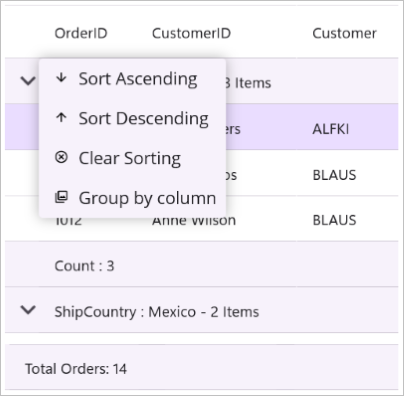 OrderID CustomerID Customer
Sort Ascending 3 Items
Sort Descending ers ALFKI
Clear Sorting os BLAUS
Group by column
1012 Anne Wilson BLAUS
Count : 3
ShipCountry : Mexico - 2 Items
Total Orders: 14